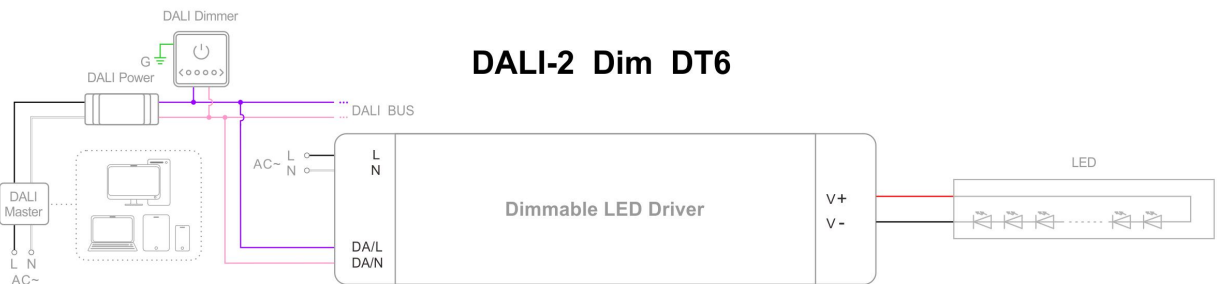 DALI Dimmer
DALI-2 Dim DT6
G
DALI Power
DALI BUS
AC~
L
N
L
N
LED
DALI
Master
Dimmable LED Driver
V+
V-
DA/L
DA/N
L N
AC~